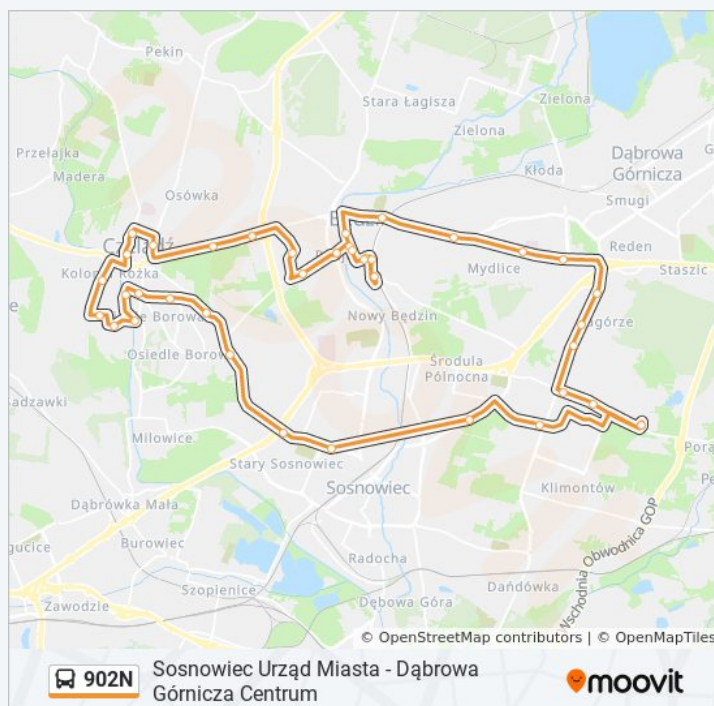 Pekin
Stara Łagisza
Zielona
Przełajka
Zielona
Dąbrowa
Górnicza
Madera
Kłoda
Osówka
Smugi
Reden
Mydlice
Staszic
Nowy Będzin
Osiedle
Środula
Północna
Milowice
Stary Sosnowiec
Klimontów
Sosnowiec
Dąbrówka Mała
Burowiec
Wschodnia Obwodnica GOP
Radocha
Szopienice
Dańdówka
Zawodzie
Dębowa Góra
© OpenStreetMap contributors | © OpenMapTiles
902N
Sosnowiec Urząd Miasta - Dąbrowa
Górnicza Centrum
moovit